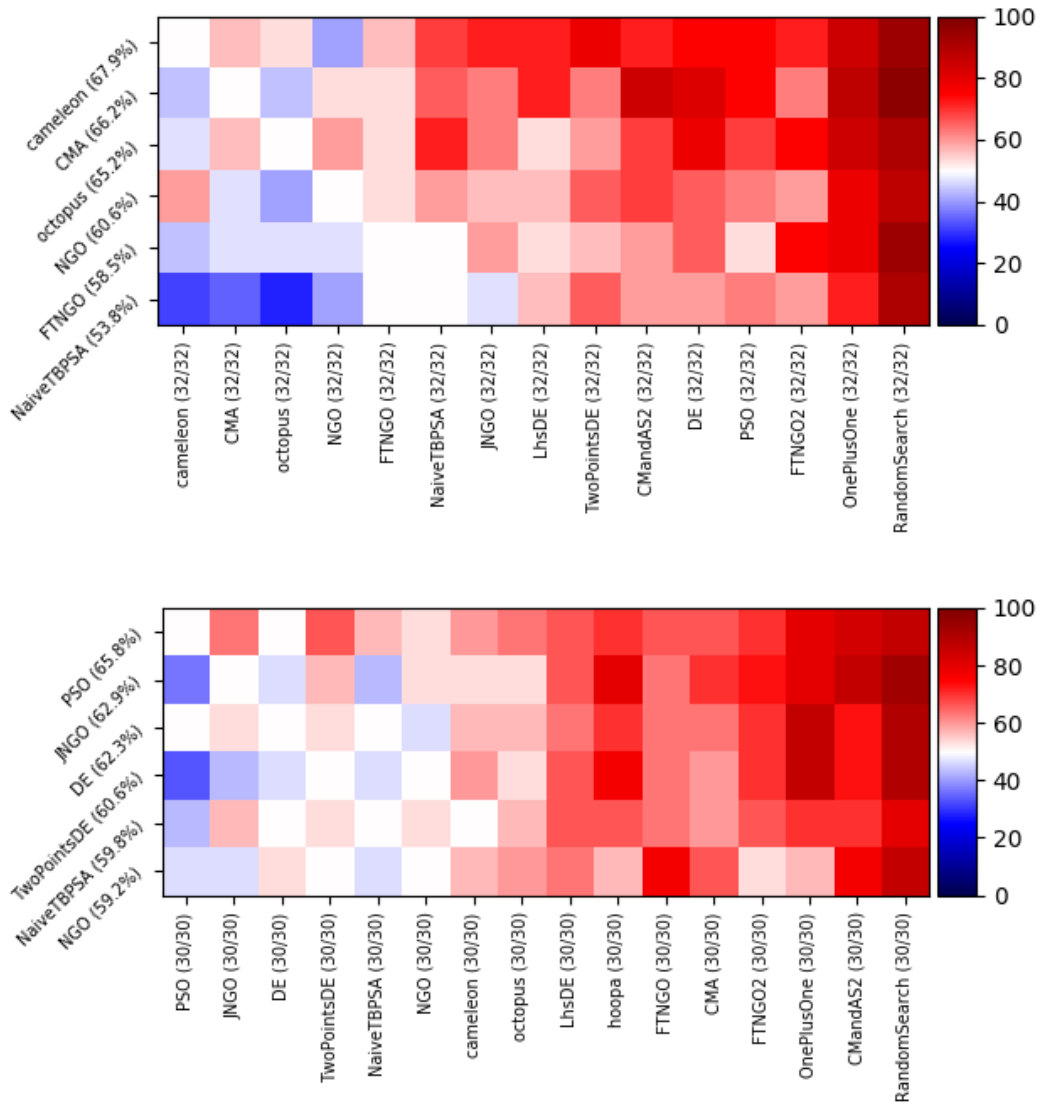 cameleon (67.9%)
CMA (66.2%)
octopus (65.2%)
NGO (60.6%)
FTNGO (58.5%)
NaiveTBPSA (53.8%)
cameleon (32/32)
CMA (32/32)
octopus (32/32)
NGO (32/32)
FTNGO (32/32)
NaiveTBPSA (32/32)
JNGO (32/32)
LhsDE (32/32)
TwoPointsDE (32/32)
CMandAS2 (32/32)
DE (32/32)
PSO (32/32)
FTNGO2 (32/32)
OnePlusOne (32/32)
RandomSearch (32/32)
100
80
60
40
20
0
PSO (65.8%)
JNGO (62.9%)
DE (62.3%)
TwoPointsDE (60.6%)
NaiveTBPSA (59.8%)
NGO (59.2%)
PSO (30/30)
JNGO (30/30)
DE (30/30)
TwoPointsDE (30/30)
NaiveTBPSA (30/30)
NGO (30/30)
cameleon (30/30)
octopus (30/30)
LhsDE (30/30)
hoopa (30/30)
FTNGO (30/30)
CMA (30/30)
FTNGO2 (30/30)
OnePlusOne (30/30)
CMandAS2 (30/30)
RandomSearch (30/30)
100
80
60
40
20
0